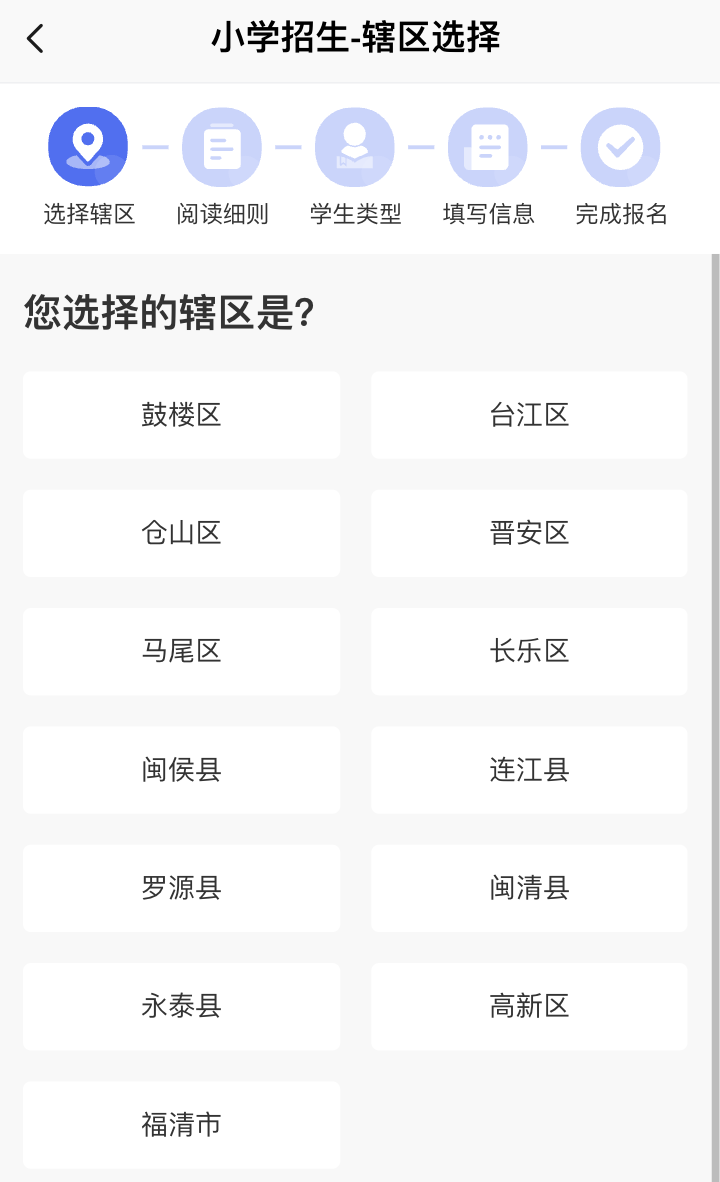 小学招生-辖区选择
选择辖区 阅读细则 学生类型 填写信息 完成报名
您选择的辖区是?
鼓楼区 台江区
仓山区 晋安区
马尾区 长乐区
闽侯县 连江县
罗源县 闽清县
永泰县 高新区
福清市